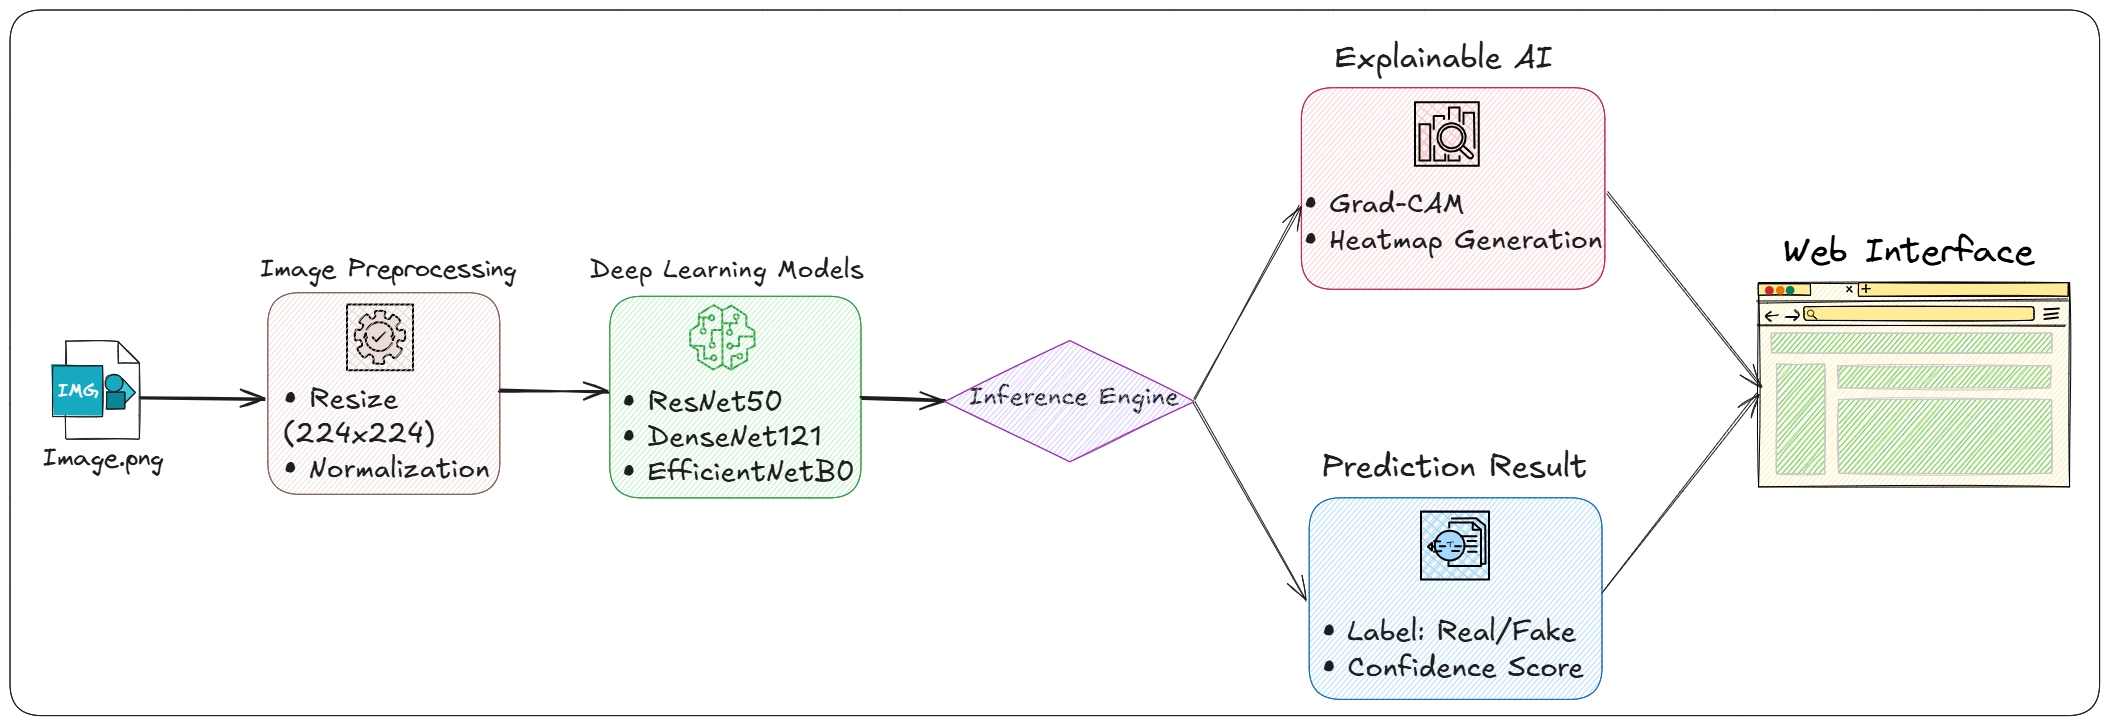 IMG
Image.png
Image Preprocessing
• Resize
(224x224)
• Normalization
Deep Learning Models
• ResNet50
• DenseNet121
• EfficientNetB0
Inference Engine
Explainable AI
• Grad-CAM
• Heatmap Generation
Prediction Result
• Label: Real/Fake
• Confidence Score
Web Interface